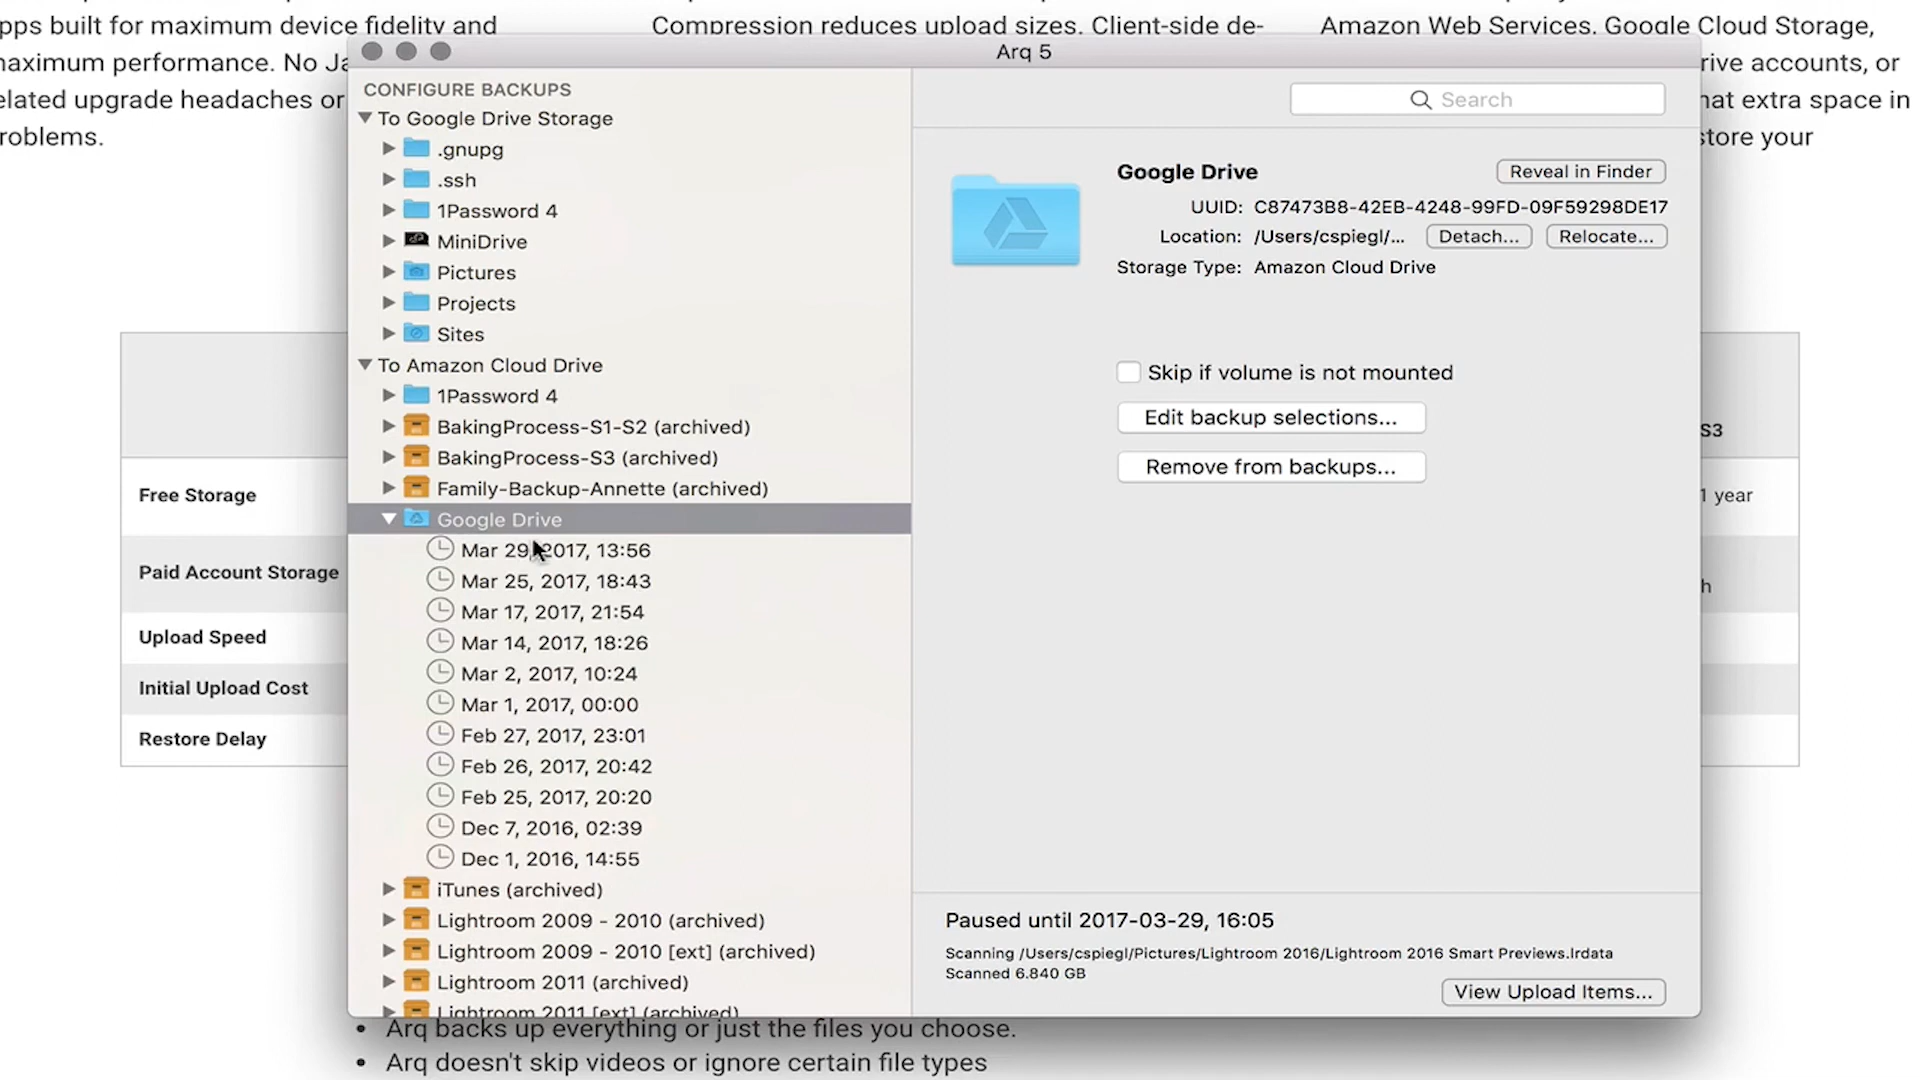 pps built for maximum device fidelity and
Compression reduces upload sizes. Client-side de-
Amazon Web Services, Google Cloud Storage,
Arq 5
naximum performance. No Ja
rive accounts, or
elated upgrade headaches or
hat extra space in
roblems.
store your
CONFIGURE BACKUPS
To Google Drive Storage
.gnupg
.ssh
1Password 4
MiniDrive
Pictures
Projects
Sites
To Amazon Cloud Drive
1Password 4
BakingProcess-S1-S2 (archived)
BakingProcess-S3 (archived)
Family-Backup-Annette (archived)
Google Drive
Mar 29, 2017, 13:56
Mar 25, 2017, 18:43
Mar 17, 2017, 21:54
Mar 14, 2017, 18:26
Mar 2, 2017, 10:24
Mar 1, 2017, 00:00
Feb 27, 2017, 23:01
Feb 26, 2017, 20:42
Feb 25, 2017, 20:20
Dec 7, 2016, 02:39
Dec 1, 2016, 14:55
iTunes (archived)
Lightroom 2009 - 2010 (archived)
Lightroom 2009 - 2010 [ext] (archived)
Lightroom 2011 (archived)
Lightroom 2011 [ext] (archived)
Search
Google Drive
Reveal in Finder
UUID: C87473B8-42EB-4248-99FD-09F59298DE17
Location: /Users/cspiegl/... Detach... Relocate...
Storage Type: Amazon Cloud Drive
Skip if volume is not mounted
Edit backup selections...
Remove from backups...
Paused until 2017-03-29, 16:05
Scanning /Users/cspiegl/Pictures/Lightroom 2016/Lightroom 2016 Smart Previews.lrdata
Scanned 6.840 GB
View Upload Items...
S3
Free Storage
1 year
Paid Account Storage
h
Upload Speed
Initial Upload Cost
Restore Delay
• Arq backs up everything or just the files you choose.
• Arq doesn't skip videos or ignore certain file types